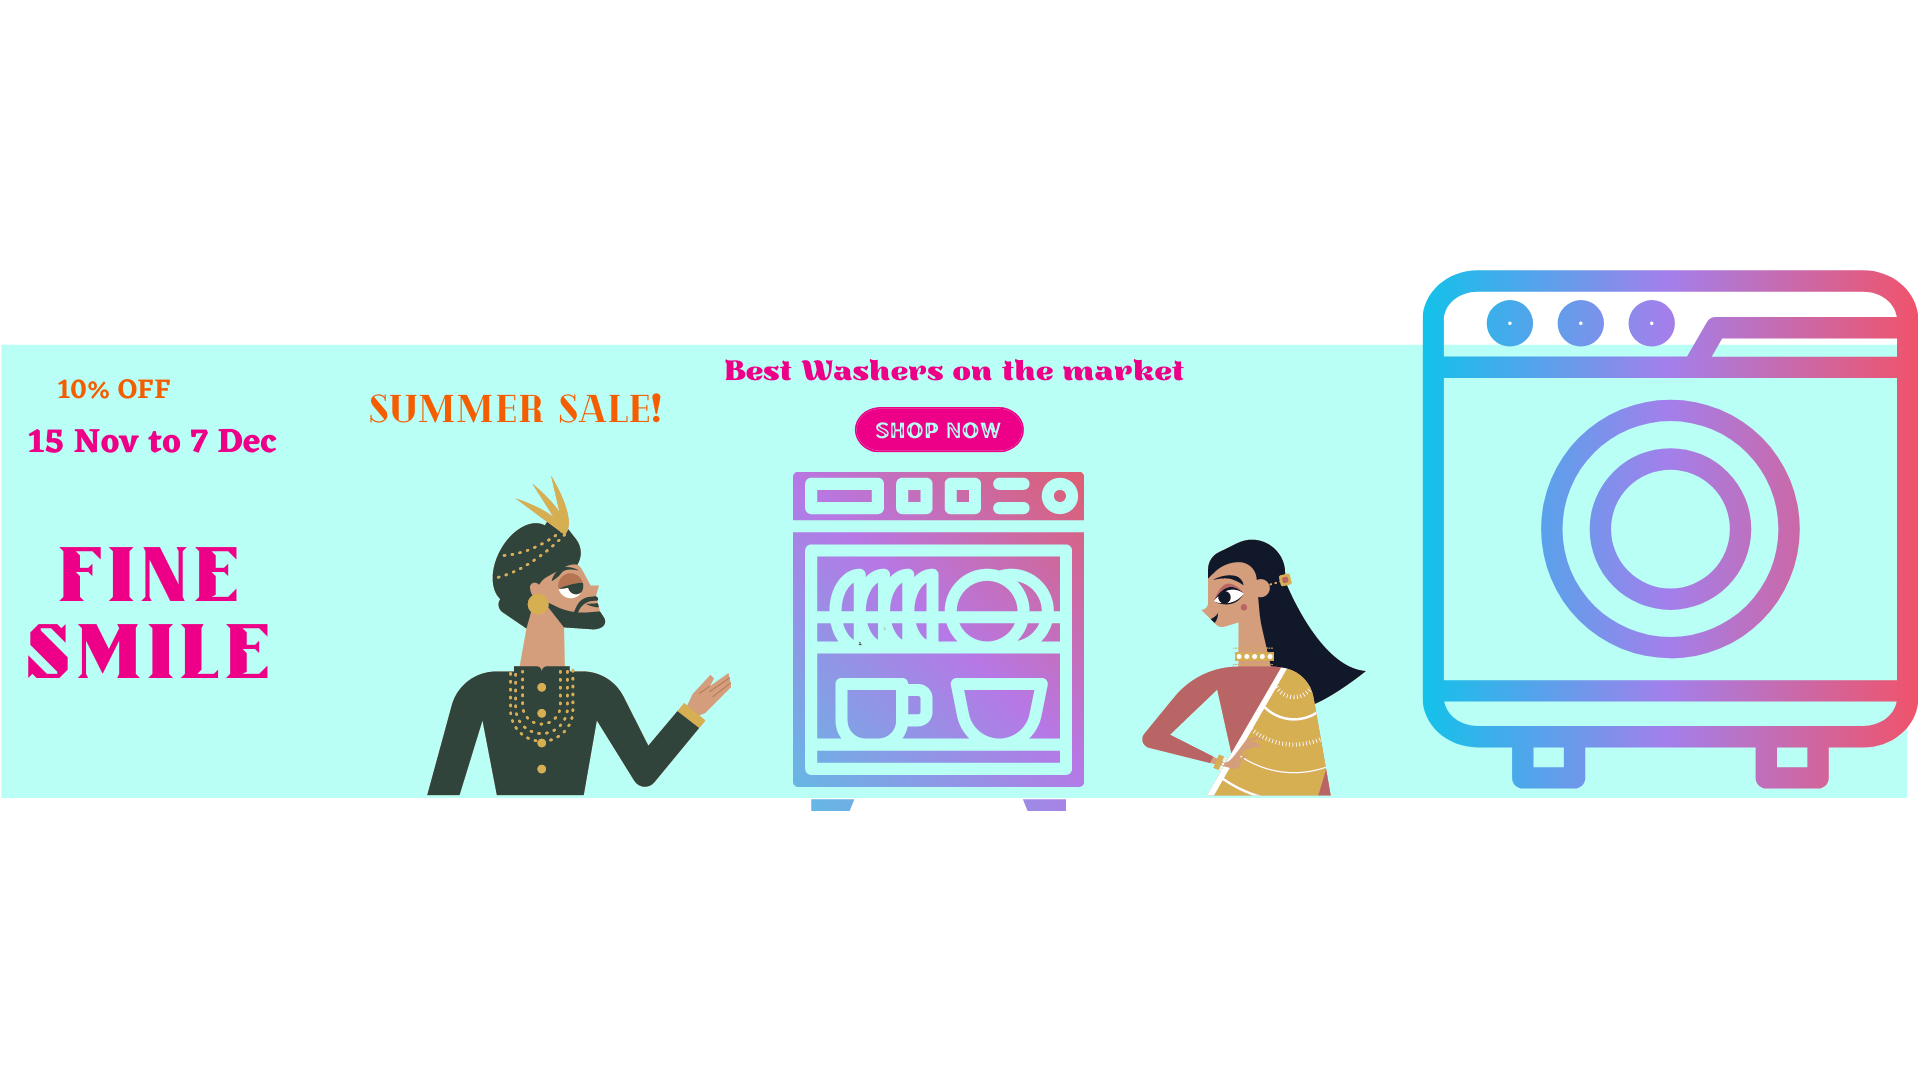 10% OFF
15 Nov to 7 Dec
FINE
SMILE
SUMMER SALE!
Best Washers on the market
SHOP NOW